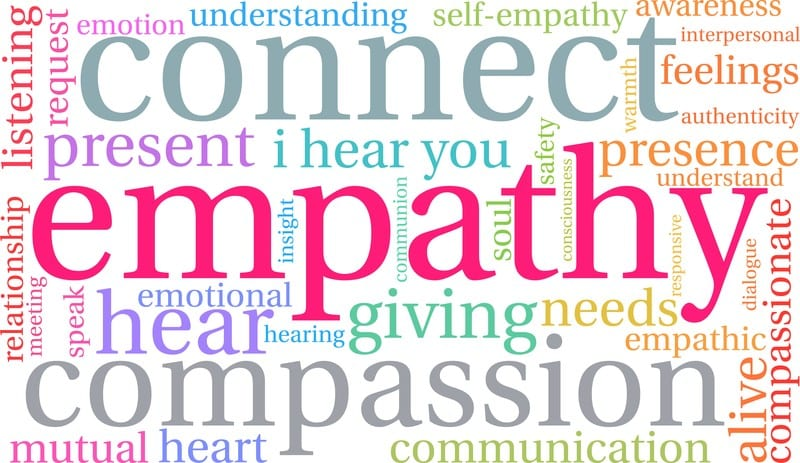 listening
request
emotion
understanding
self-empathy
awareness
interpersonal
connect
warmth
feelings
authenticity
present
i hear you
safety
presence
understand
empathy
insight
communion
soul
consciousness
responsive
dialogue
compassionate
relationship
meeting
speak
emotional
hear
hearing
giving
needs
empathic
compassion
alive
mutual
heart
communication